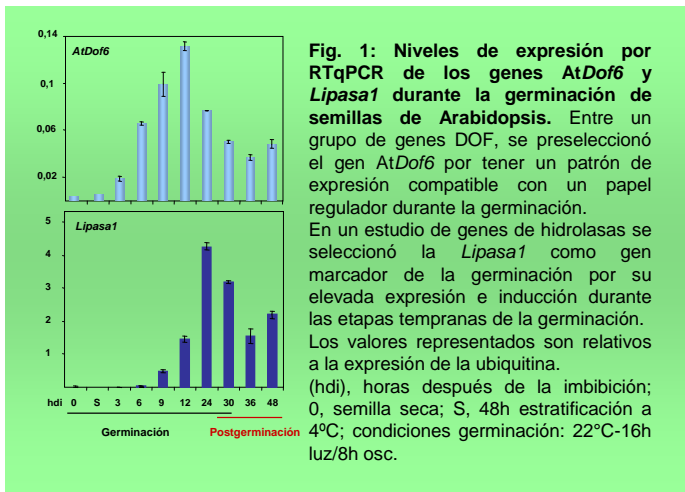 0,14
AtDof6
0,1
0,06
0,02
5
Lipasa1
4
3
2
1
hdi 0 S 3 6 9 12 24 30 36 48
Germinación Postgerminación
Fig. 1: Niveles de expresión por
RTqPCR de los genes AtDof6 y
Lipasa1 durante la germinación de
semillas de Arabidopsis. Entre un
grupo de genes DOF, se preseleccionó
el gen AtDof6 por tener un patrón de
expresión compatible con un papel
regulador durante la germinación.
En un estudio de genes de hidrolasas se
seleccionó la Lipasa1 como gen
marcador de la germinación por su
elevada expresión e inducción durante
las etapas tempranas de la germinación.
Los valores representados son relativos
a la expresión de la ubiquitina.
(hdi), horas después de la imbibición;
0, semilla seca; S, 48h estratificación a
4ºC; condiciones germinación: 22°C-16h
luz/8h osc.